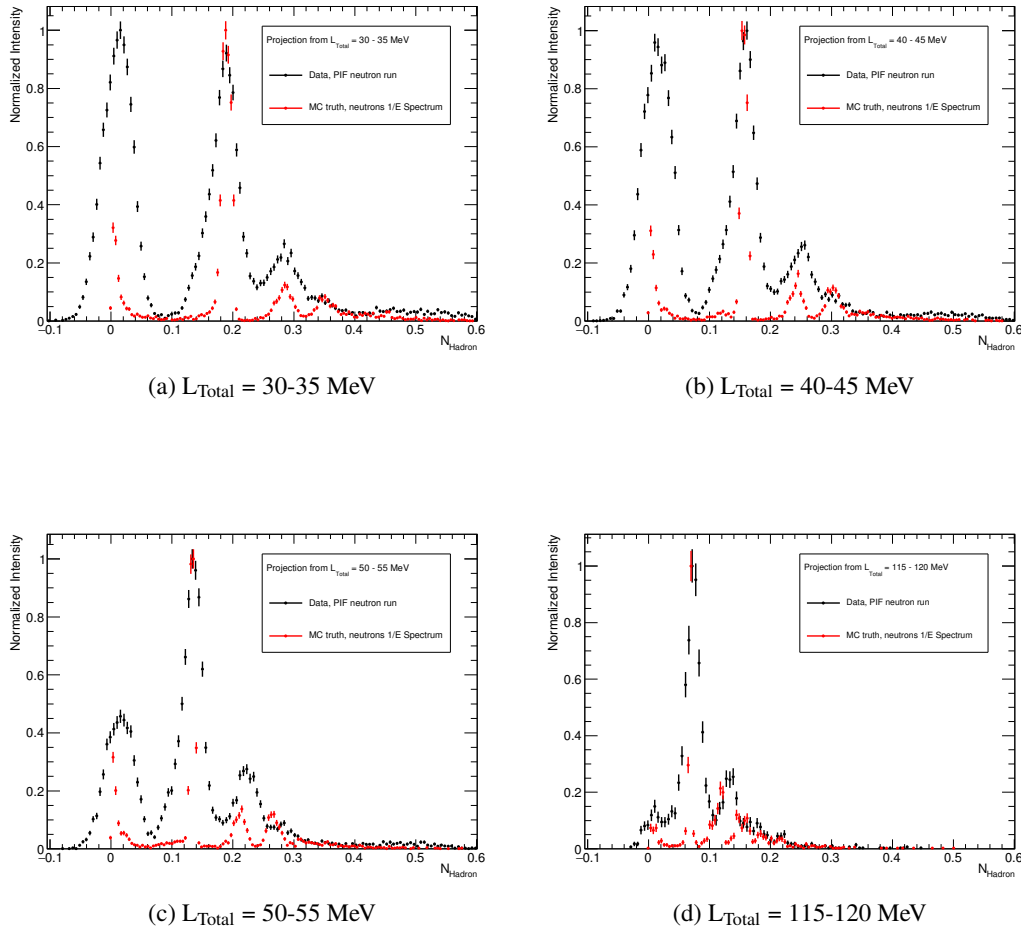 Normalized Intensity
1
0.8
0.6
0.4
0.2
0
−0.1 0 0.1 0.2 0.3 0.4 0.5 0.6
N_Hadron
Projection from L_Total = 30 - 35 MeV
Data, PIF neutron run
MC truth, neutrons 1/E Spectrum
(a) L_Total = 30-35 MeV
Normalized Intensity
1
0.8
0.6
0.4
0.2
0
−0.1 0 0.1 0.2 0.3 0.4 0.5 0.6
N_Hadron
Projection from L_Total = 40 - 45 MeV
Data, PIF neutron run
MC truth, neutrons 1/E Spectrum
(b) L_Total = 40-45 MeV
Normalized Intensity
1
0.8
0.6
0.4
0.2
0
−0.1 0 0.1 0.2 0.3 0.4 0.5 0.6
N_Hadron
Projection from L_Total = 50 - 55 MeV
Data, PIF neutron run
MC truth, neutrons 1/E Spectrum
(c) L_Total = 50-55 MeV
Normalized Intensity
1
0.8
0.6
0.4
0.2
0
−0.1 0 0.1 0.2 0.3 0.4 0.5 0.6
N_Hadron
Projection from L_Total = 115 - 120 MeV
Data, PIF neutron run
MC truth, neutrons 1/E Spectrum
(d) L_Total = 115-120 MeV